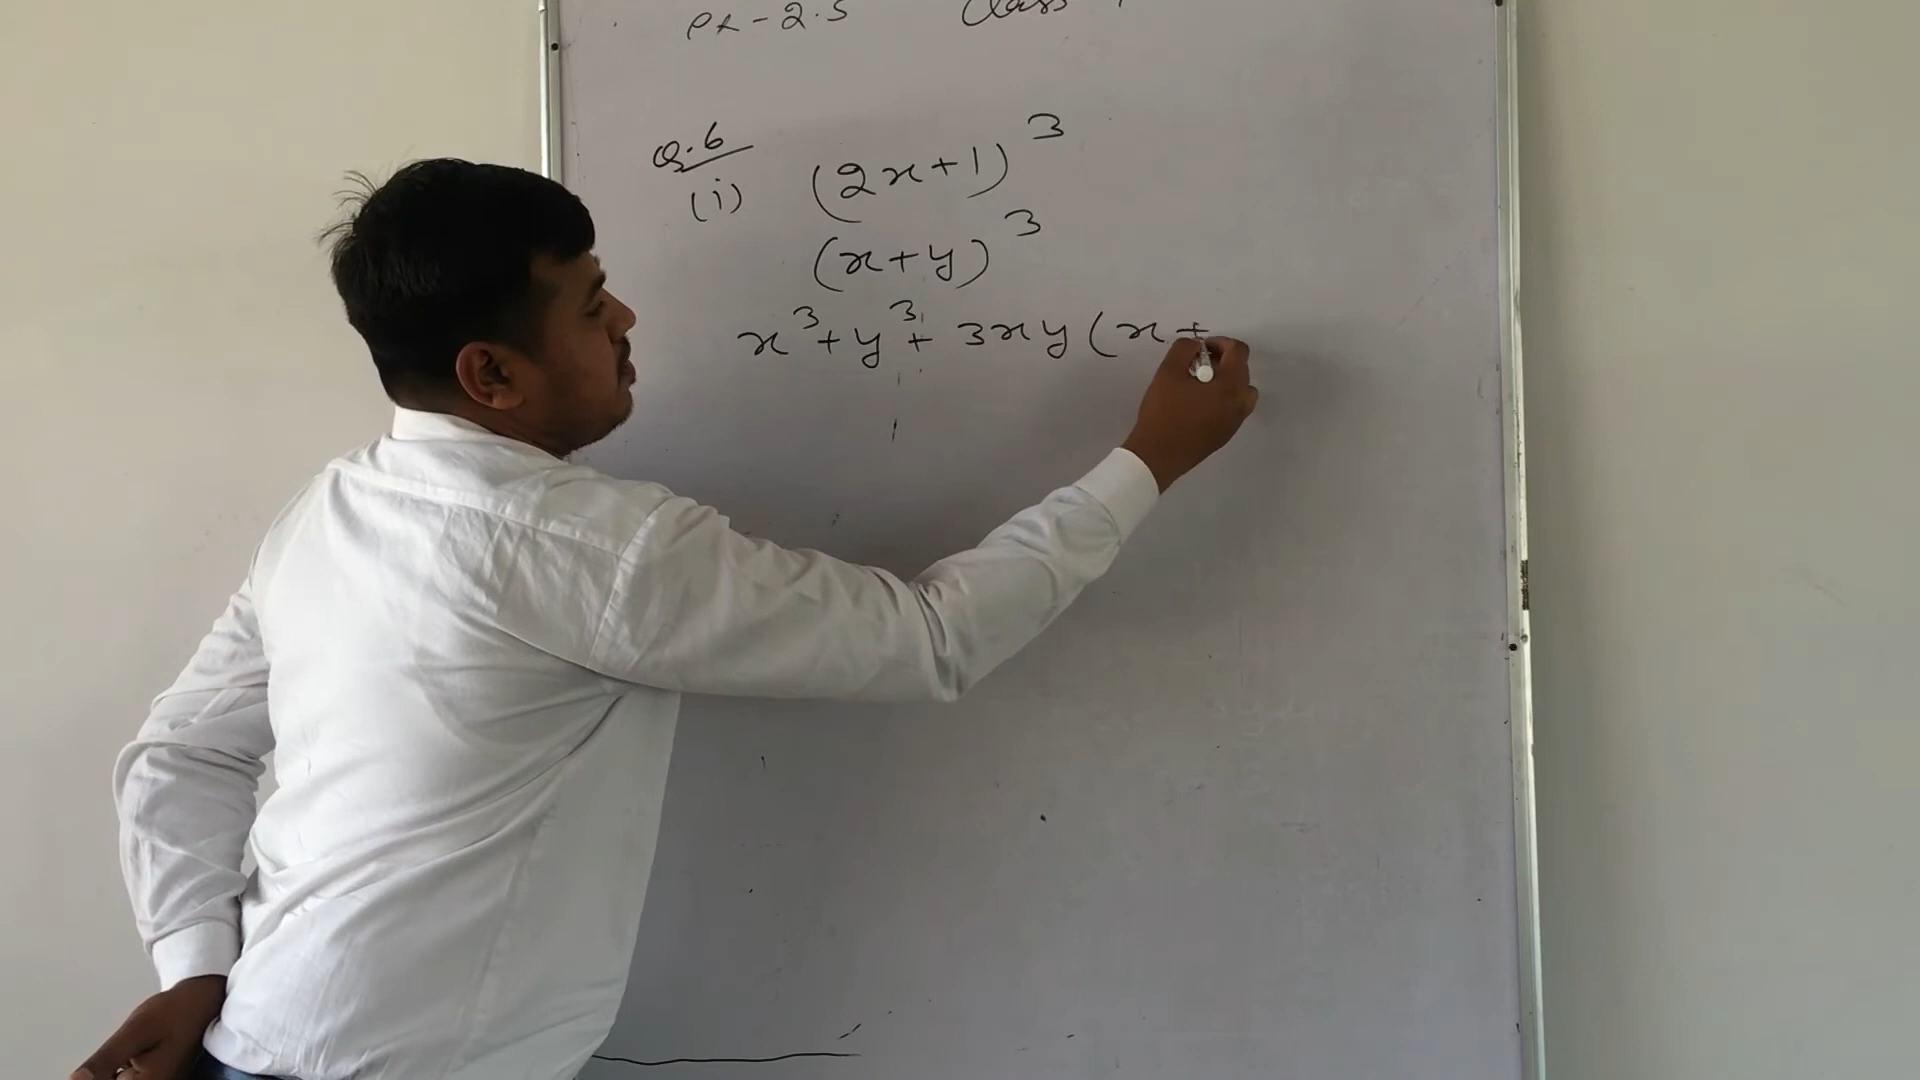 Ex-2.5 Class
Q.6
(i) (2x+1)³
(x+y)³
x³+y³+3xy(x+